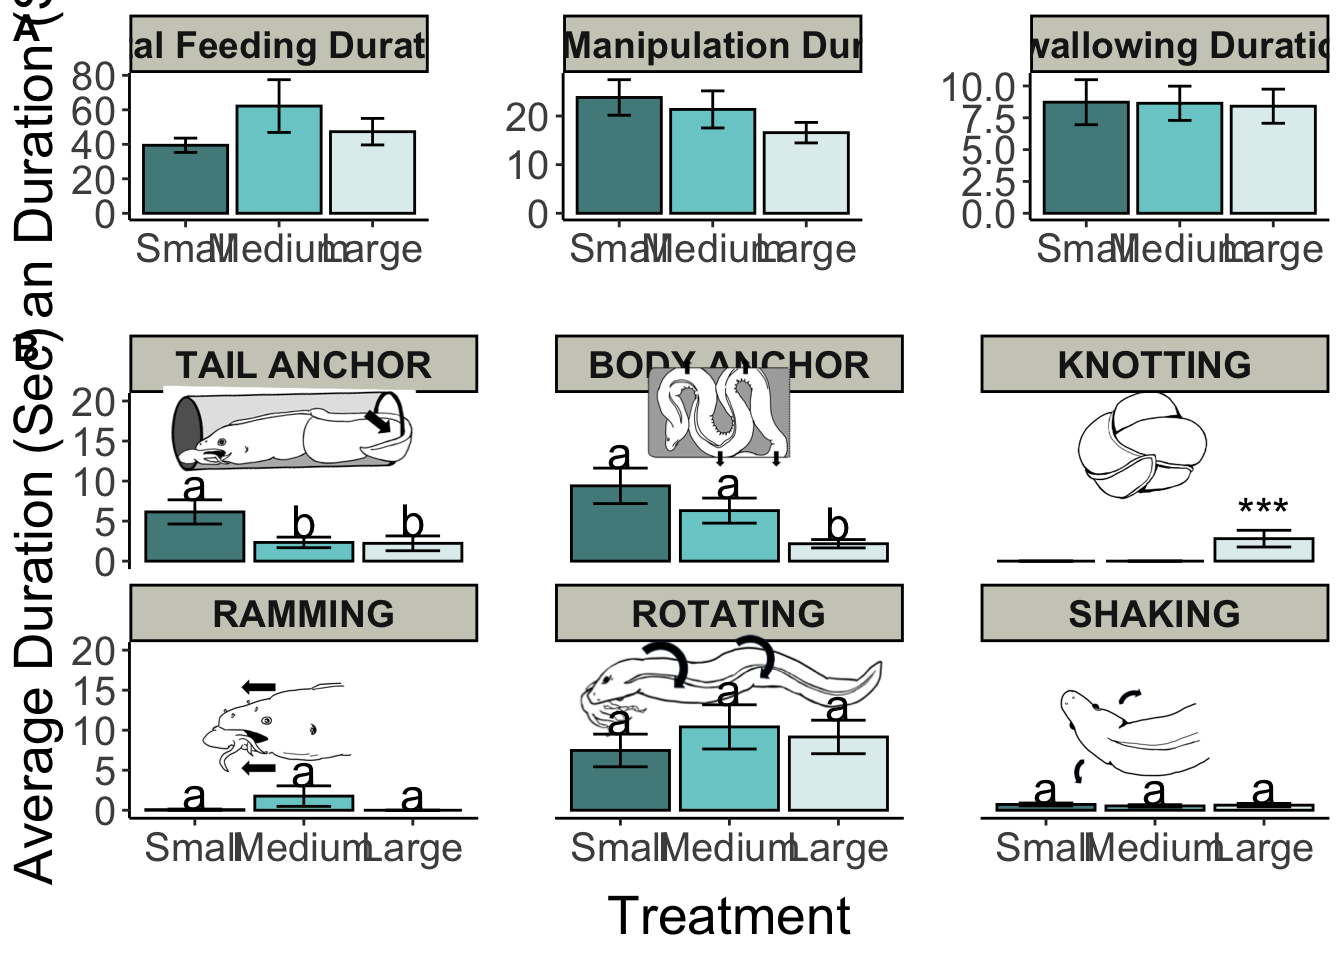 A
al Feeding Durat
Manipulation Dur
wallowing Duratio
80
60
40
20
0
20
10
0
10.0
7.5
5.0
2.5
0.0
Small Medium Large
Small Medium Large
Small Medium Large
an Duration (S
B
TAIL ANCHOR
BODY ANCHOR
KNOTTING
20
15
10
5
0
a b b
a a b
***
RAMMING
ROTATING
SHAKING
20
15
10
5
0
a a a
a a a
a a a
Small Medium Large
Small Medium Large
Small Medium Large
Average Duration (Sec)
Treatment